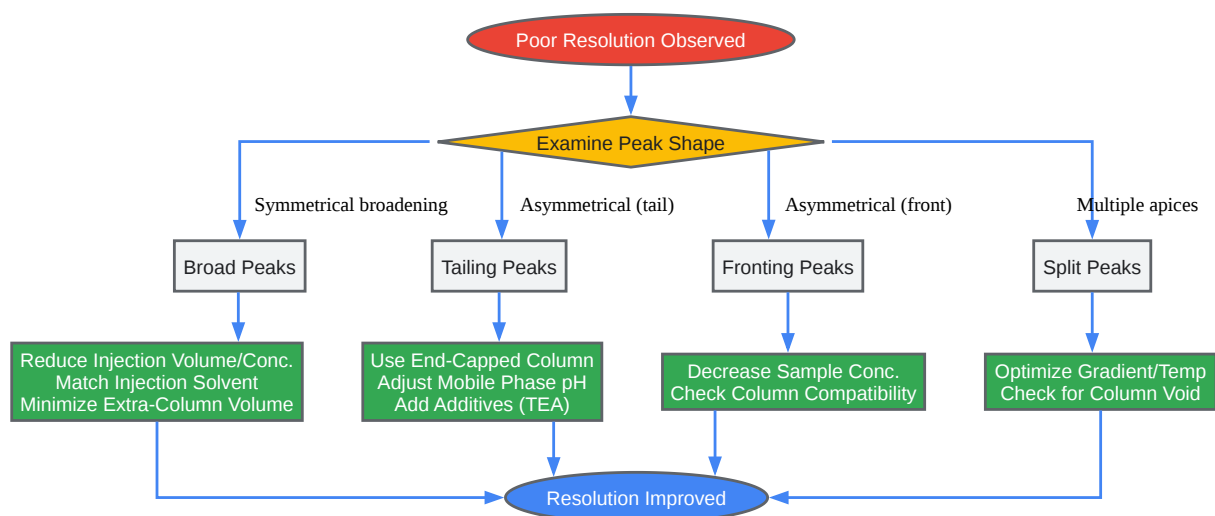 Poor Resolution Observed
Examine Peak Shape
Symmetrical broadening
Asymmetrical (tail)
Asymmetrical (front)
Multiple apices
Broad Peaks
Tailing Peaks
Fronting Peaks
Split Peaks
Reduce Injection Volume/Conc.
Match Injection Solvent
Minimize Extra-Column Volume
Use End-Capped Column
Adjust Mobile Phase pH
Add Additives (TEA)
Decrease Sample Conc.
Check Column Compatibility
Optimize Gradient/Temp
Check for Column Void
Resolution Improved